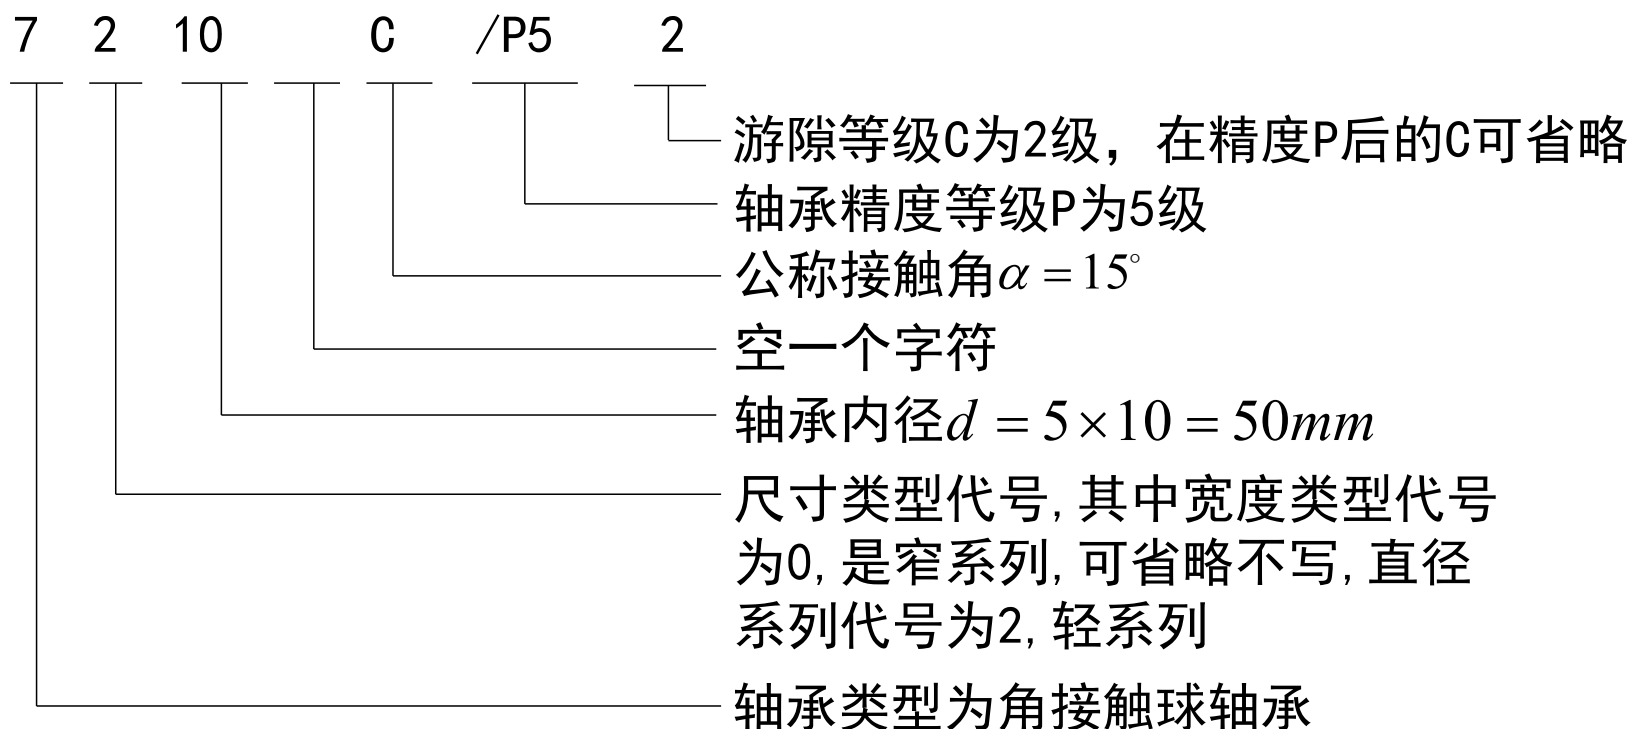 7 2 10 C /P5 2
游隙等级C为2级，在精度P后的C可省略
轴承精度等级P为5级
公称接触角α = 15°
空一个字符
轴承内径d = 5×10 = 50mm
尺寸类型代号,其中宽度类型代号
为0,是窄系列,可省略不写,直径
系列代号为2,轻系列
轴承类型为角接触球轴承